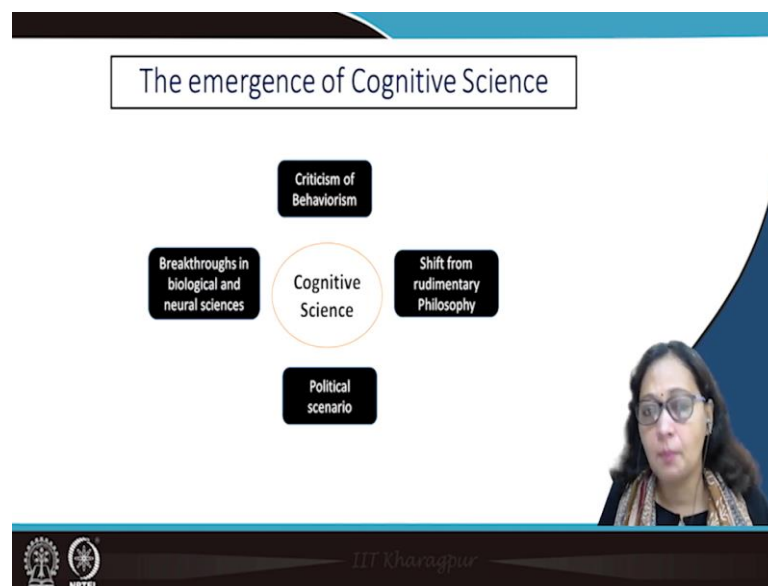 The emergence of Cognitive Science
Criticism of
Behaviorism
Breakthroughs in
biological and
neural sciences
Cognitive
Science
Shift from
rudimentary
Philosophy
Political
scenario
IIT Kharagpur
NPTEL